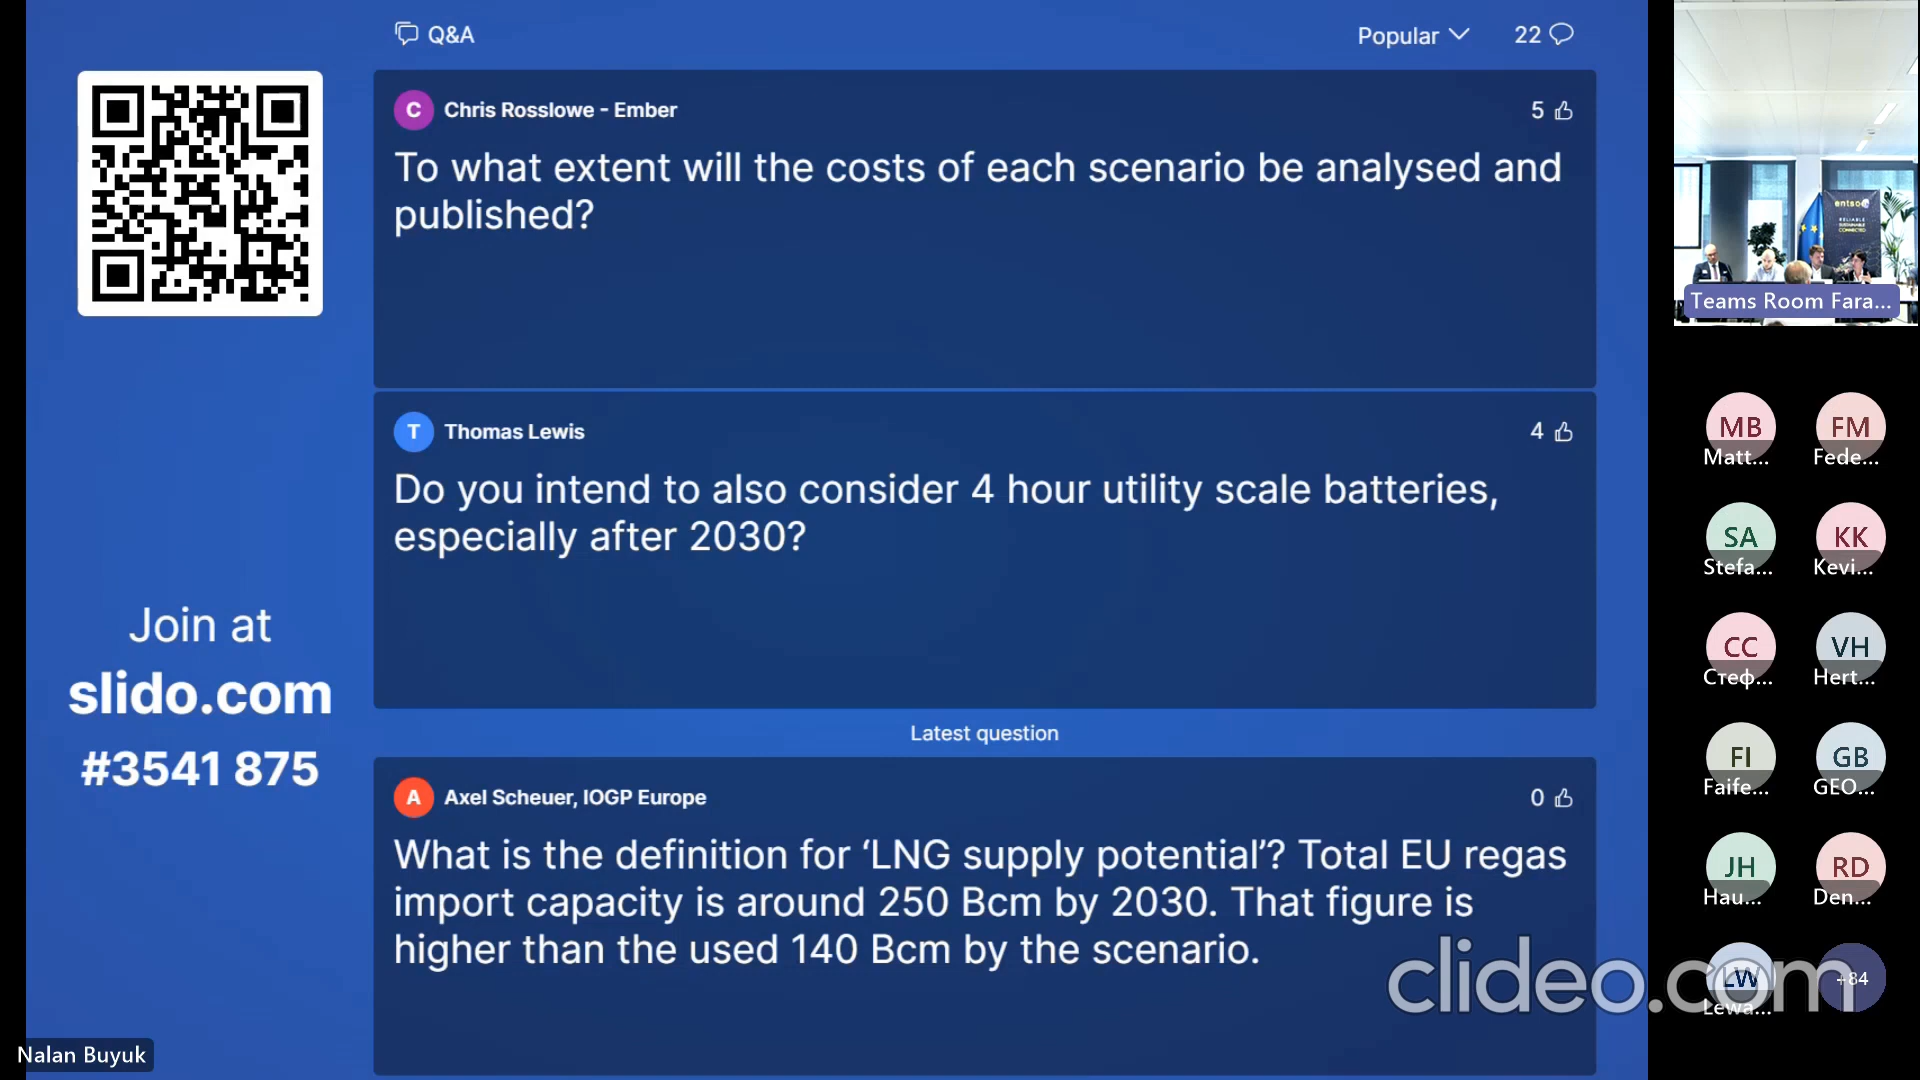 Q&A
Popular
22
C
Chris Rosslowe - Ember
5
To what extent will the costs of each scenario be analysed and
published?
T
Thomas Lewis
4
Do you intend to also consider 4 hour utility scale batteries,
especially after 2030?
Latest question
A
Axel Scheuer, IOGP Europe
0
What is the definition for ‘LNG supply potential’? Total EU regas
import capacity is around 250 Bcm by 2030. That figure is
higher than the used 140 Bcm by the scenario.
Join at
slido.com
#3541 875
Nalan Buyuk
entsoe
RELIABLE
SUSTAINABLE
CONNECTED
Teams Room Fara...
MB
Matt...
FM
Fede...
SA
Stefa...
KK
Kevi...
CC
Стеф...
VH
Hert...
FI
Faife...
GB
GEO...
JH
Hau...
RD
Den...
LW
Lewa...
+84
clideo.com